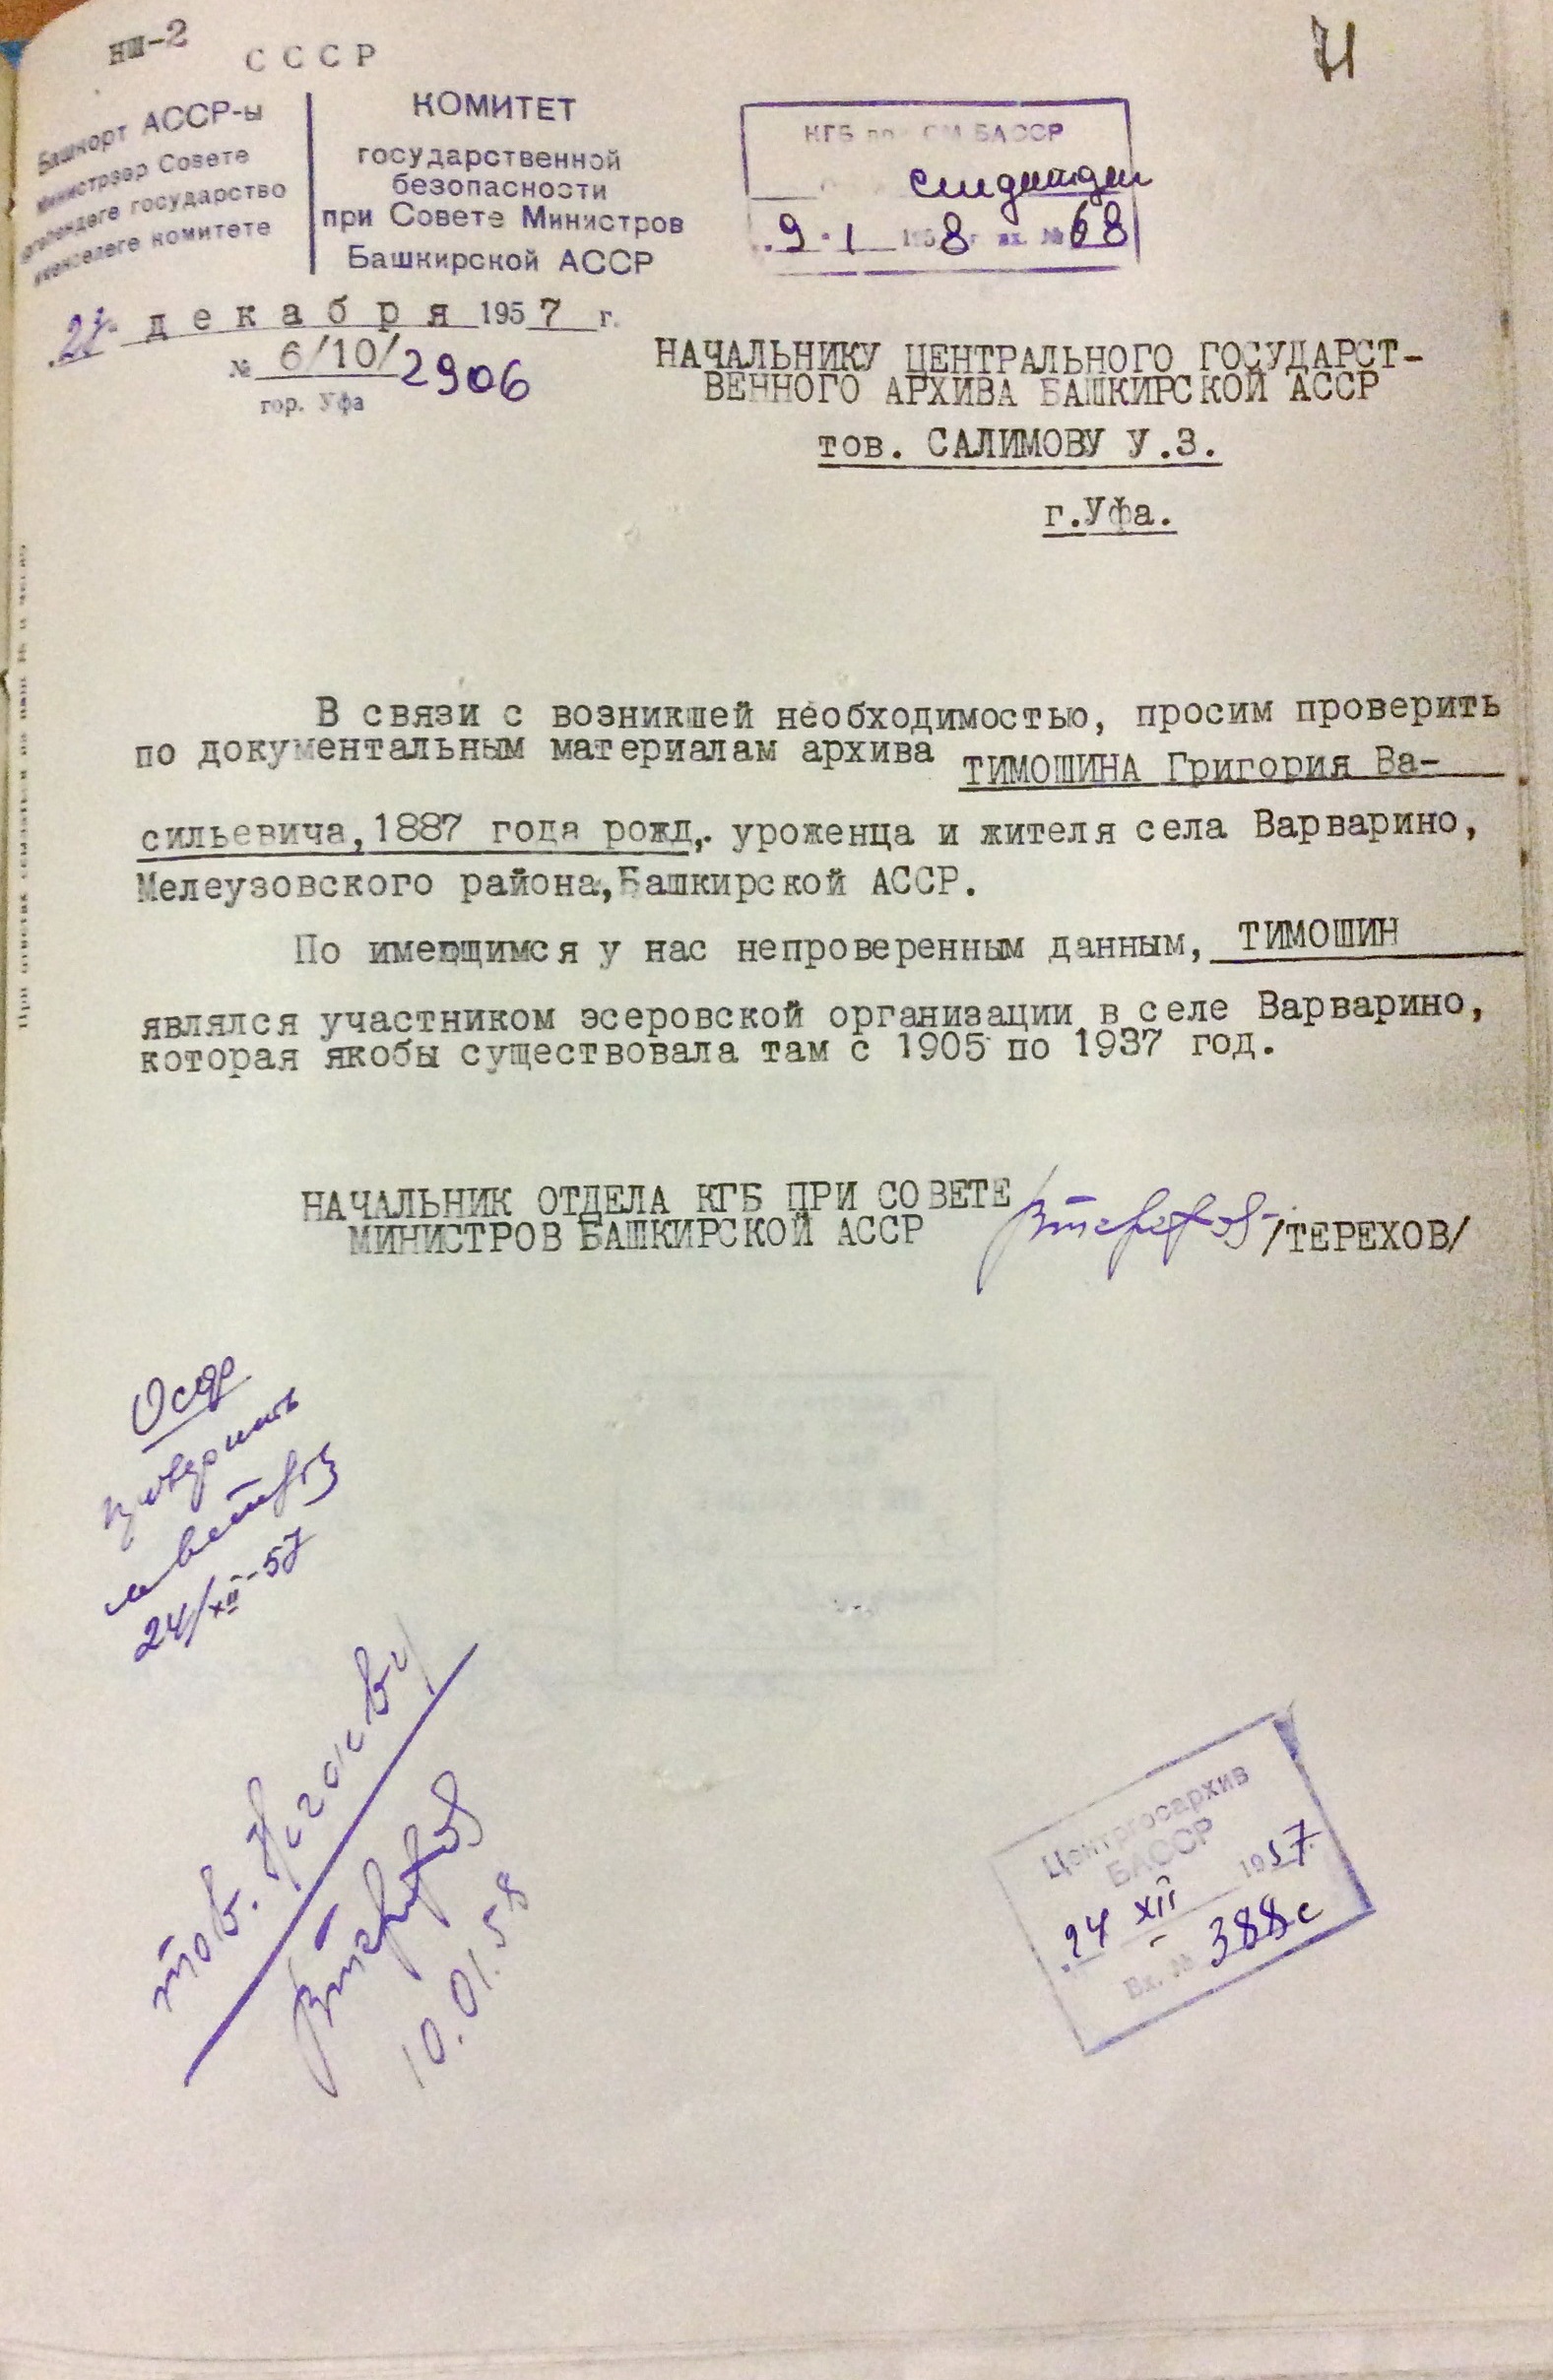 нш-2
СССР
Башкорт АССР-ы
Министрзар Совете
государство
комитете
КОМИТЕТ
государственной
безопасности
при Совете Министров
Башкирской АССР
декабря 1957 г.
№ 6/10/2906
гор. Уфа
71
КГБ при СМ БАССР
9. 1 1958 г вх. № 68
НАЧАЛЬНИКУ ЦЕНТРАЛЬНОГО ГОСУДАРСТ-
ВЕННОГО АРХИВА БАШКИРСКОЙ АССР
тов. САЛИМОВУ У.З.
г.Уфа.
В связи с возникшей необходимостью, просим проверить
по документальным материалам архива ТИМОШИНА Григория Ва-
сильевича, 1887 года рожд,. уроженца и жителя села Варварино,
Мелеузовского района, Башкирской АССР.
По имеющимся у нас непроверенным данным, ТИМОШИН
являлся участником эсеровской организации в селе Варварино,
которая якобы существовала там с 1905 по 1937 год.
НАЧАЛЬНИК ОТДЕЛА КГБ ПРИ СОВЕТЕ
МИНИСТРОВ БАШКИРСКОЙ АССР /ТЕРЕХОВ/
24/XII-57
тов.
10.01.58
Центргосархив
БАССР
24 XII 1957
Вх. № 388с